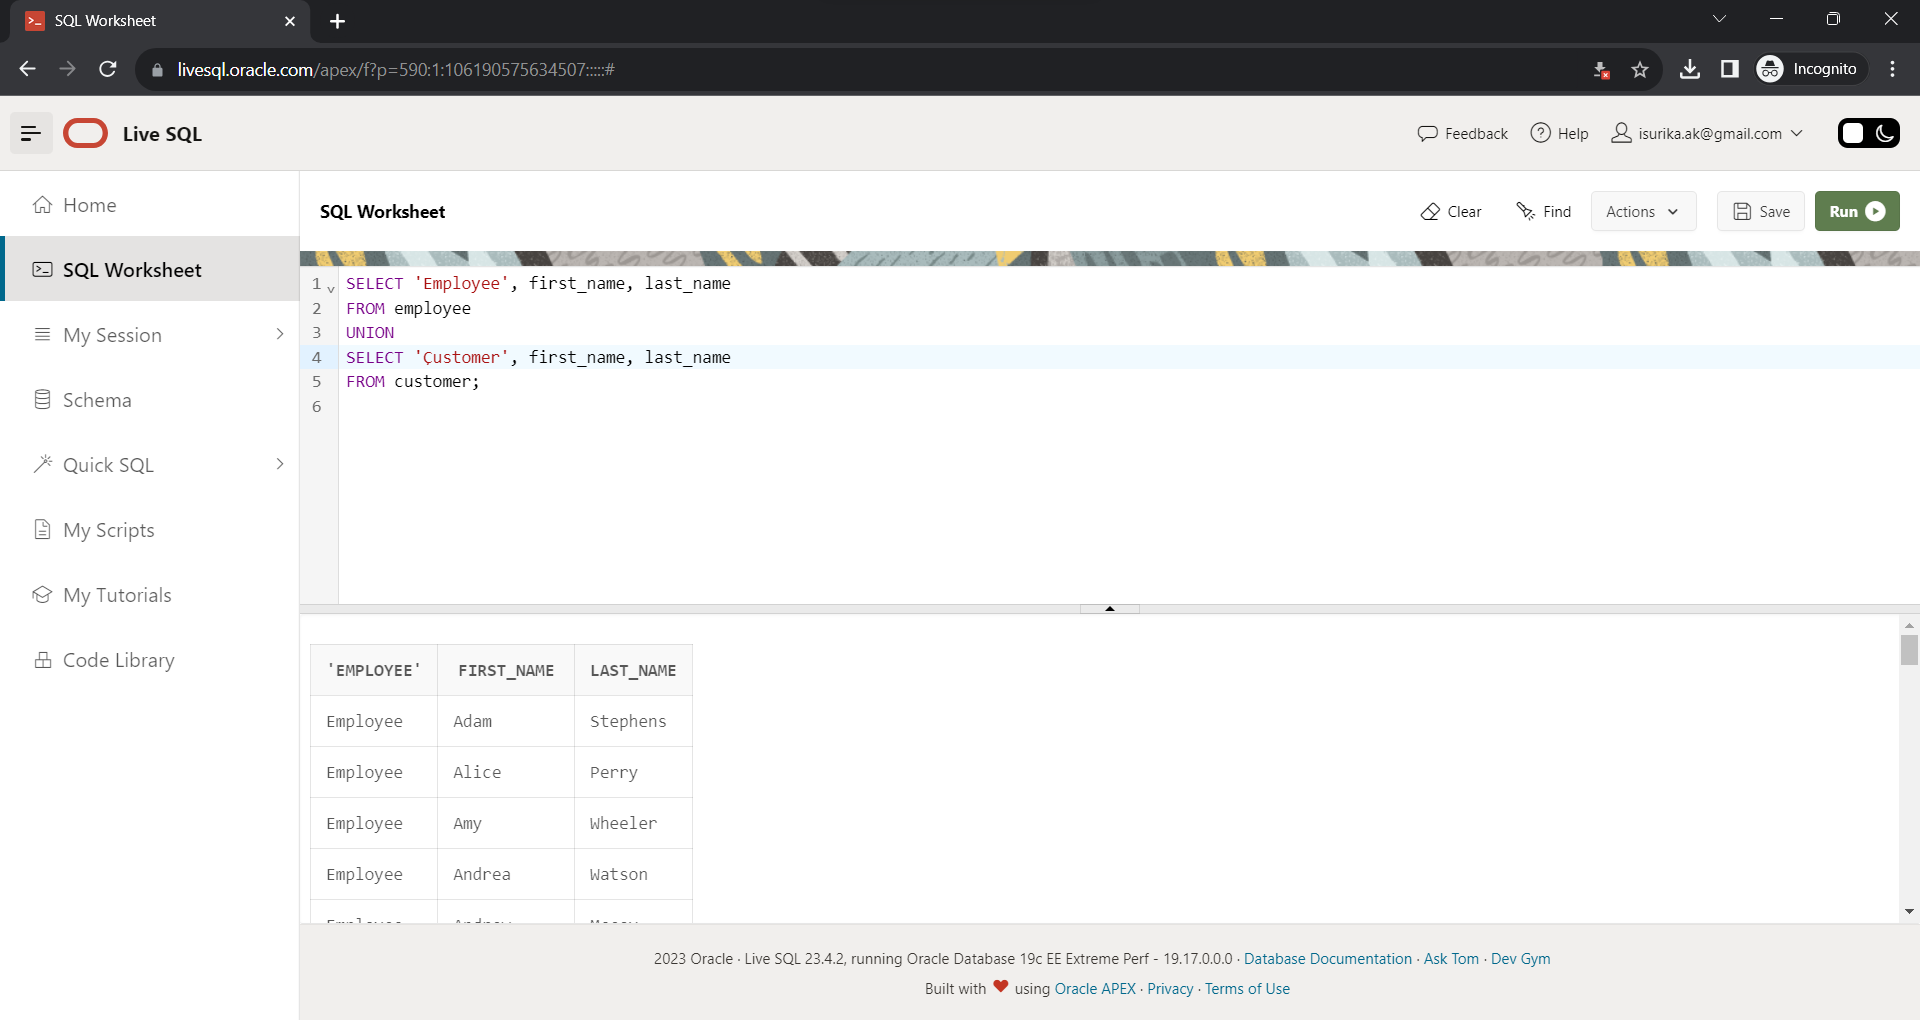 SQL Worksheet
livesql.oracle.com/apex/f?p=590:1:106190575634507:::::#
Incognito
Live SQL
Feedback
Help
isurika.ak@gmail.com
Home
SQL Worksheet
My Session
Schema
Quick SQL
My Scripts
My Tutorials
Code Library
SQL Worksheet
Clear
Find
Actions
Save
Run
1 SELECT 'Employee', first_name, last_name
2 FROM employee
3 UNION
4 SELECT 'Customer', first_name, last_name
5 FROM customer;
6
'EMPLOYEE' FIRST_NAME LAST_NAME
Employee Adam Stephens
Employee Alice Perry
Employee Amy Wheeler
Employee Andrea Watson
2023 Oracle · Live SQL 23.4.2, running Oracle Database 19c EE Extreme Perf - 19.17.0.0.0 · Database Documentation · Ask Tom · Dev Gym
Built with ❤ using Oracle APEX · Privacy · Terms of Use